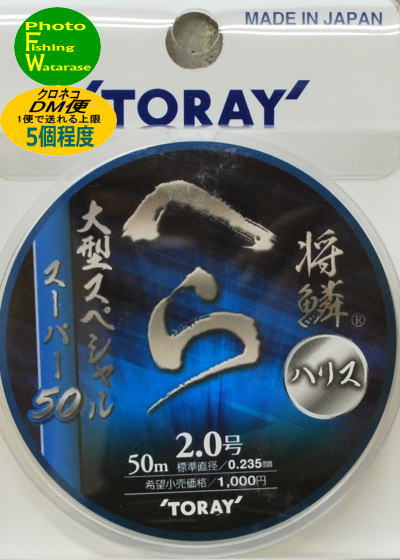 Photo
Fishing
Watarase
MADE IN JAPAN
クロネコ
DM便
1便で送れる上限
5個程度
'TORAY'
へら
将鱗®
大型スペシャル
スーパー50
ハリス
2.0号
50m 標準直径/0.235mm
希望小売価格/1,000円
'TORAY'